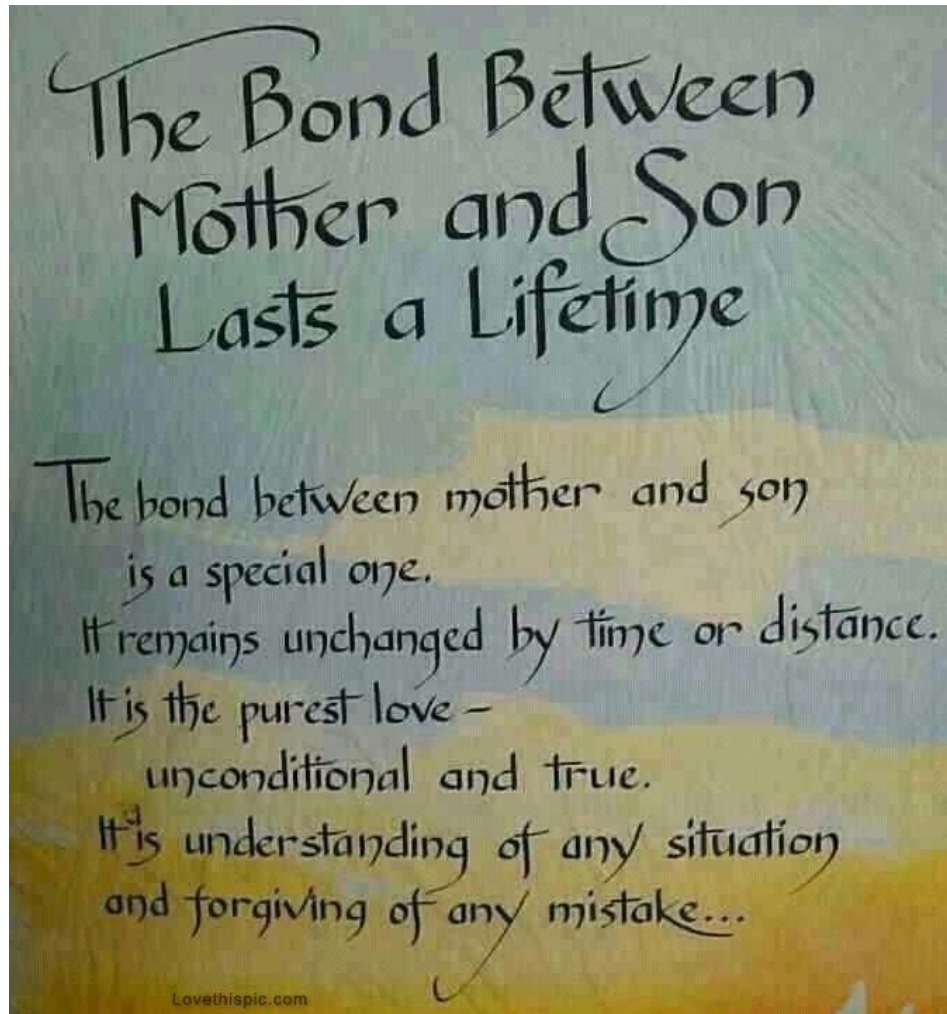 The Bond Between
Mother and Son
Lasts a Lifetime
The bond between mother and son
is a special one.
It remains unchanged by time or distance.
It is the purest love –
unconditional and true.
It is understanding of any situation
and forgiving of any mistake...
Lovethispic.com